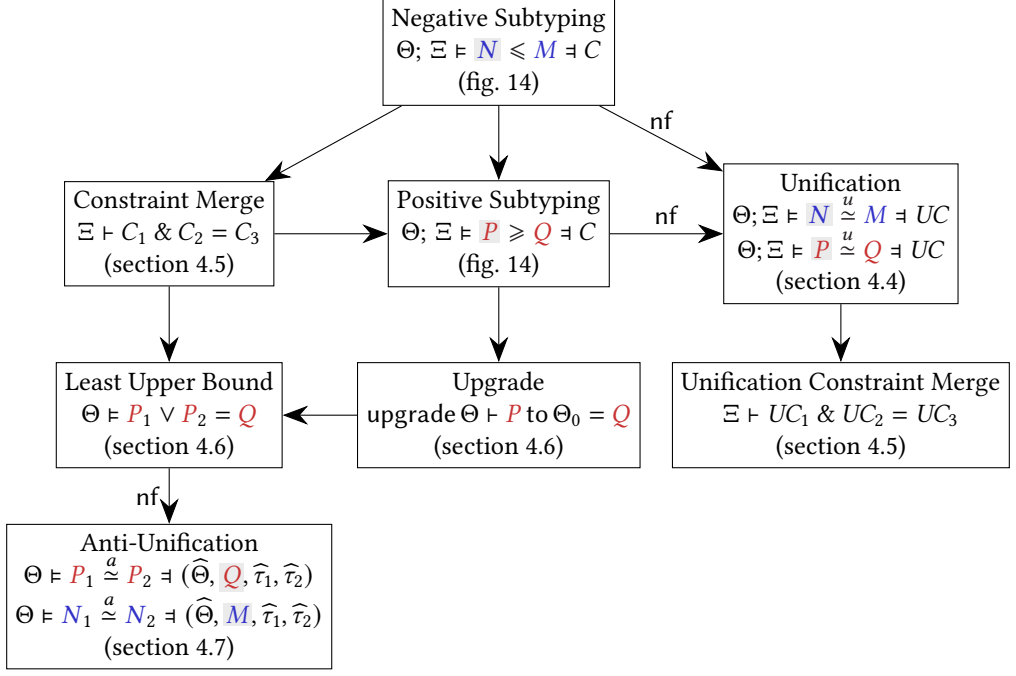 Negative Subtyping
Θ; Ξ ⊨ N ⩽ M ⫤ C
(fig. 14)
nf
Constraint Merge
Ξ ⊢ C₁ & C₂ = C₃
(section 4.5)
Positive Subtyping
Θ; Ξ ⊨ P ⩾ Q ⫤ C
(fig. 14)
nf
Unification
Θ; Ξ ⊨ N ≃ᵘ M ⫤ UC
Θ; Ξ ⊨ P ≃ᵘ Q ⫤ UC
(section 4.4)
Least Upper Bound
Θ ⊨ P₁ ∨ P₂ = Q
(section 4.6)
Upgrade
upgrade Θ ⊢ P to Θ₀ = Q
(section 4.6)
Unification Constraint Merge
Ξ ⊢ UC₁ & UC₂ = UC₃
(section 4.5)
nf
Anti-Unification
Θ ⊨ P₁ ≃ᵃ P₂ ⫤ (Θ̂, Q, τ̂₁, τ̂₂)
Θ ⊨ N₁ ≃ᵃ N₂ ⫤ (Θ̂, M, τ̂₁, τ̂₂)
(section 4.7)